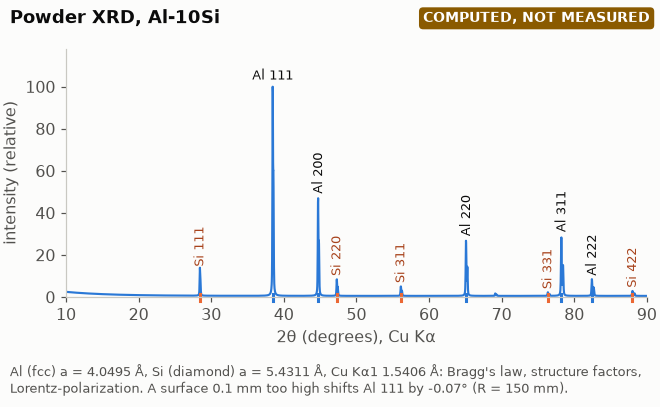 Powder XRD, Al-10Si
COMPUTED, NOT MEASURED
intensity (relative)
100
80
60
40
20
0
Si 111
Al 111
Al 200
Si 220
Si 311
Al 220
Si 331
Al 311
Al 222
Si 422
10 20 30 40 50 60 70 80 90
2θ (degrees), Cu Kα
Al (fcc) a = 4.0495 Å, Si (diamond) a = 5.4311 Å, Cu Kα1 1.5406 Å: Bragg's law, structure factors,
Lorentz-polarization. A surface 0.1 mm too high shifts Al 111 by -0.07° (R = 150 mm).